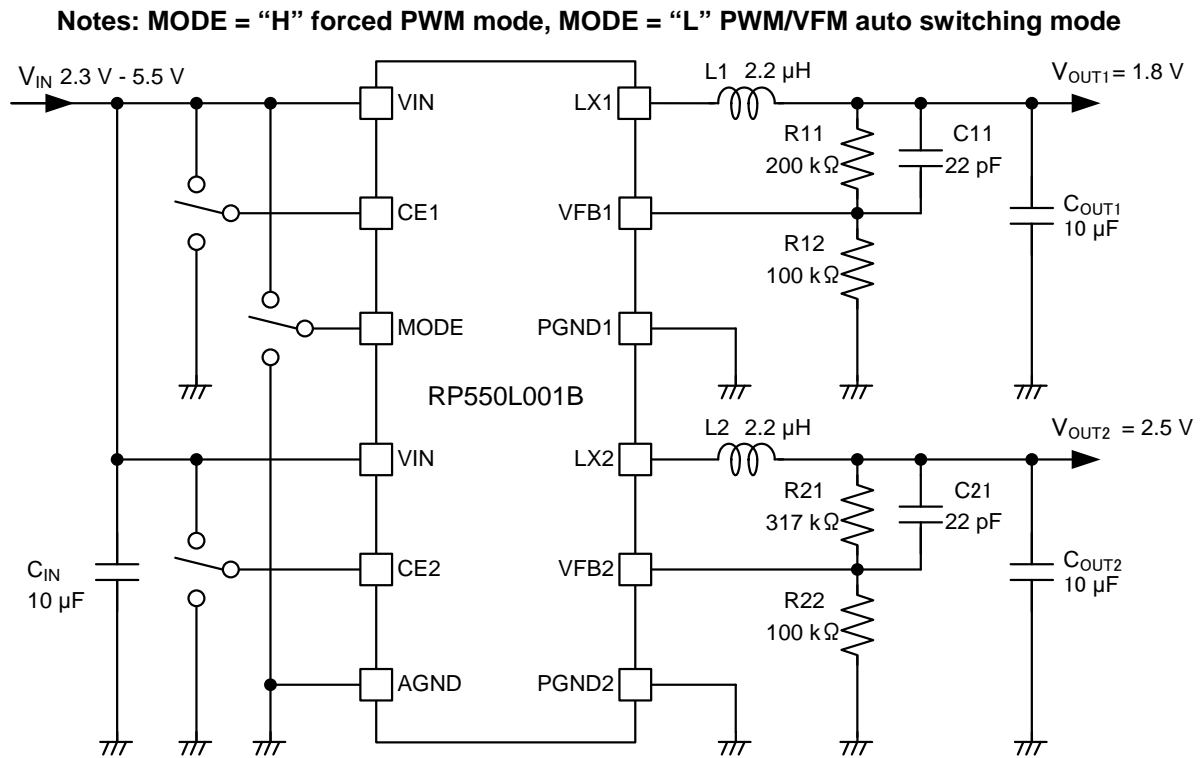 Notes: MODE = “H” forced PWM mode, MODE = “L” PWM/VFM auto switching mode
VIN 2.3 V - 5.5 V
L1 2.2 µH
VOUT1 = 1.8 V
VIN
LX1
R11
200 kΩ
C11
22 pF
CE1
VFB1
COUT1
10 µF
R12
100 kΩ
MODE
PGND1
RP550L001B
L2 2.2 µH
VOUT2 = 2.5 V
VIN
LX2
R21
317 kΩ
C21
22 pF
CIN
10 µF
CE2
VFB2
COUT2
10 µF
R22
100 kΩ
AGND
PGND2